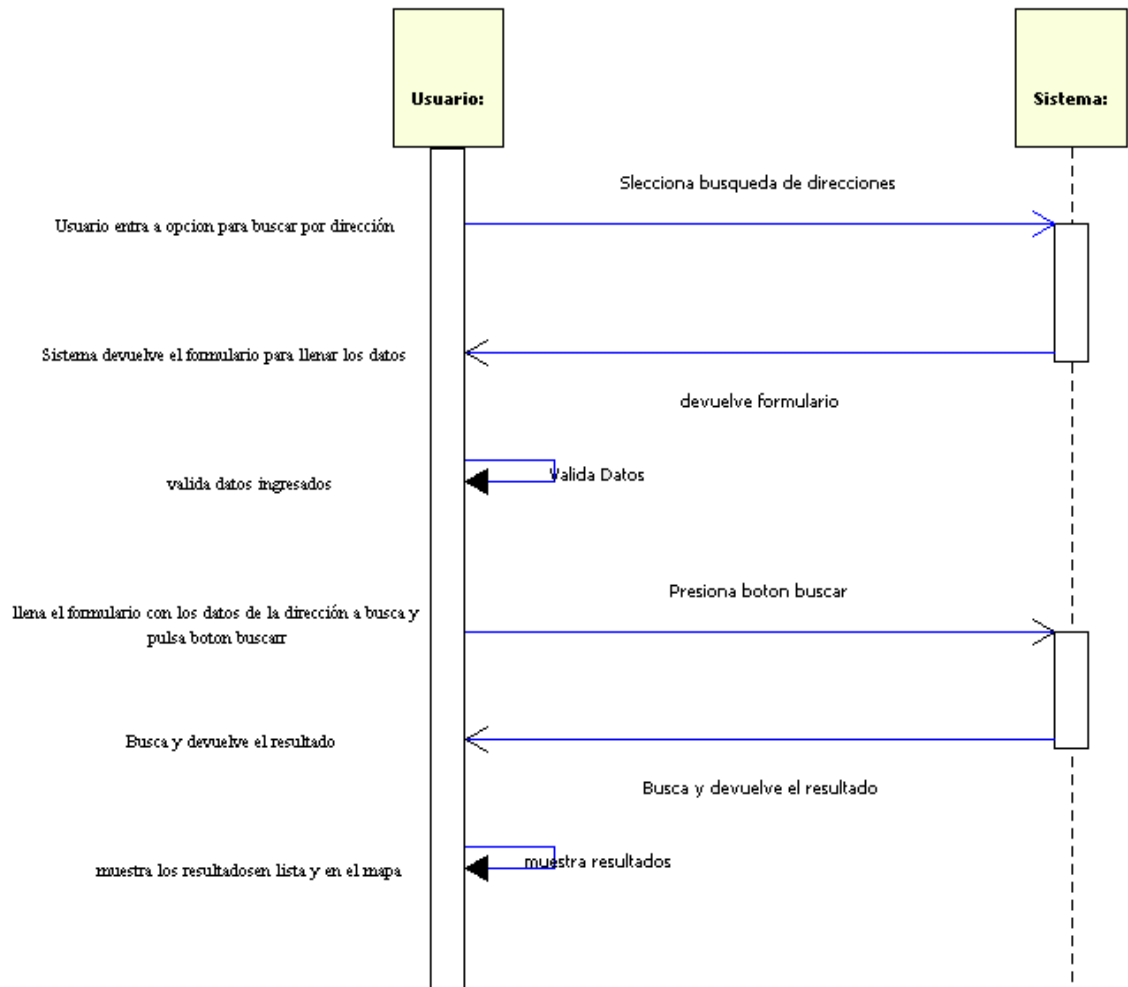 Usuario:
Sistema:
Slecciona busqueda de direcciones
Usuario entra a opcion para buscar por dirección
Sistema devuelve el formulario para llenar los datos
devuelve formulario
Valida Datos
valida datos ingresados
Presiona boton buscar
llena el formulario con los datos de la dirección a busca y
pulsa boton buscarr
Busca y devuelve el resultado
Busca y devuelve el resultado
muestra resultados
muestra los resultadosen lista y en el mapa